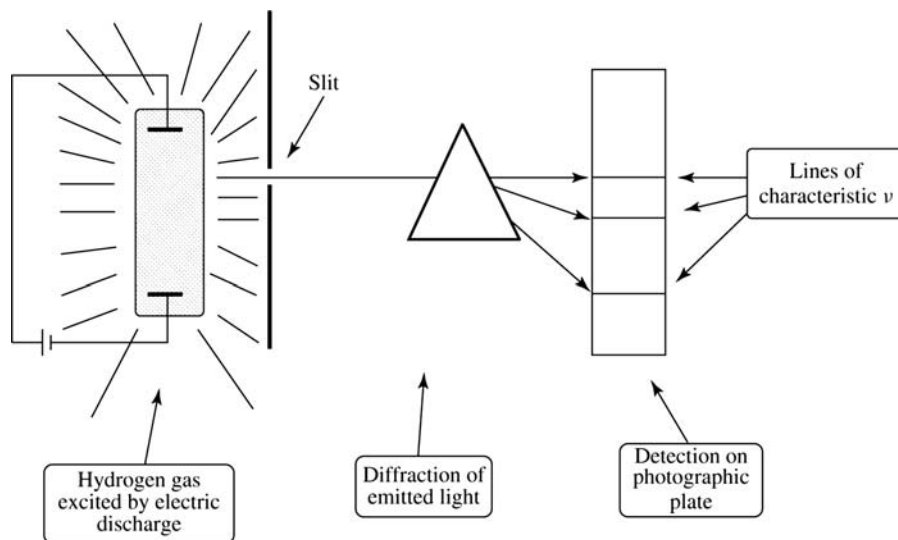 Slit
Lines of
characteristic ν
Hydrogen gas
excited by electric
discharge
Diffraction of
emitted light
Detection on
photographic
plate